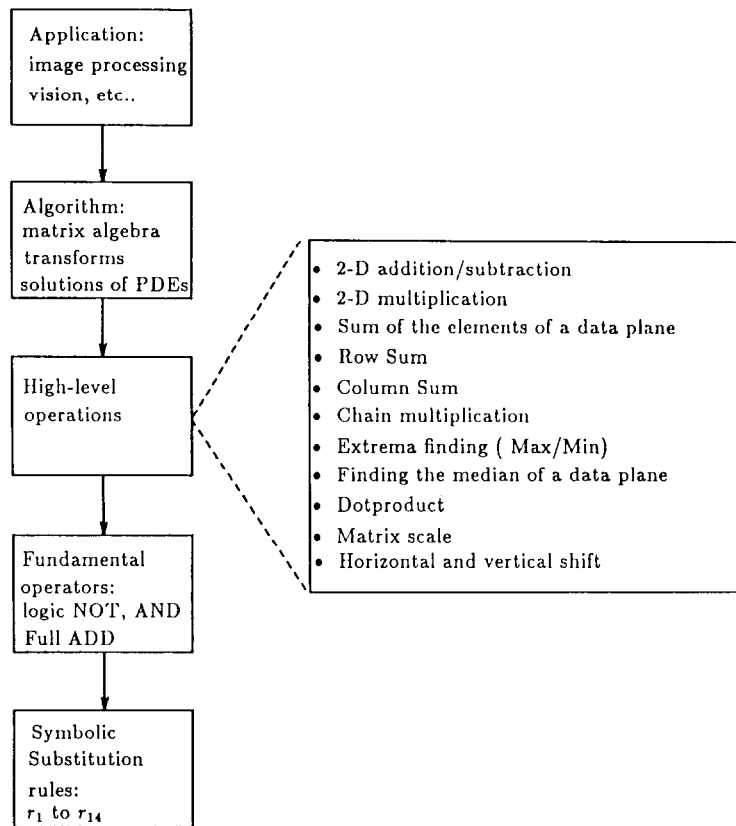 Application:
image processing
vision, etc..
Algorithm:
matrix algebra
transforms
solutions of PDEs
High-level
operations
• 2-D addition/subtraction
• 2-D multiplication
• Sum of the elements of a data plane
• Row Sum
• Column Sum
• Chain multiplication
• Extrema finding ( Max/Min)
• Finding the median of a data plane
• Dotproduct
• Matrix scale
• Horizontal and vertical shift
Fundamental
operators:
logic NOT, AND
Full ADD
Symbolic
Substitution
rules:
r₁ to r₁₄